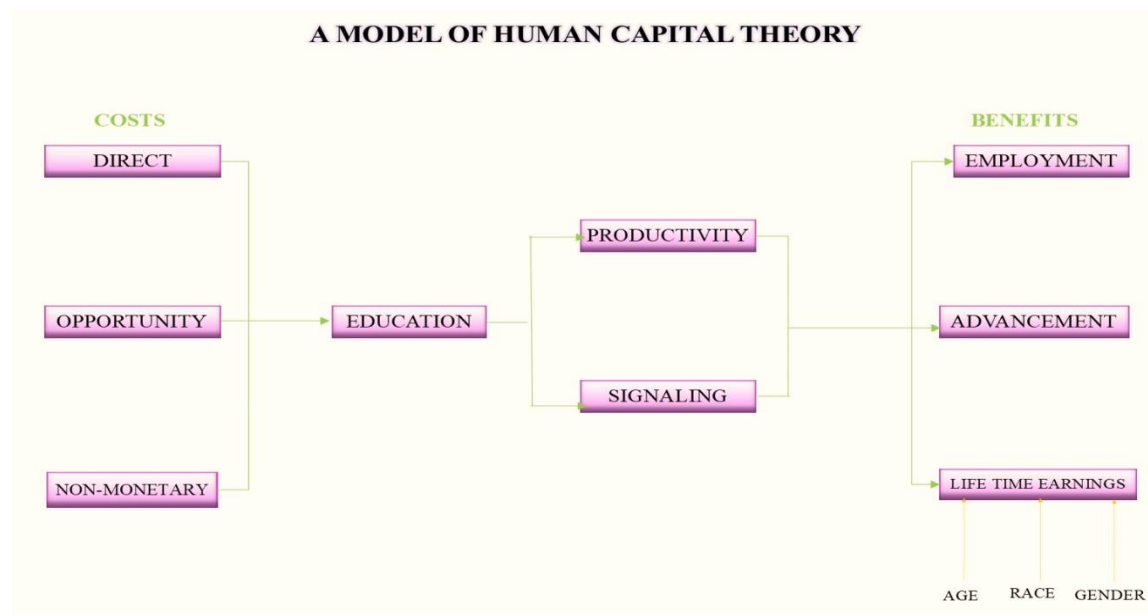 A MODEL OF HUMAN CAPITAL THEORY
COSTS
BENEFITS
DIRECT
EMPLOYMENT
PRODUCTIVITY
OPPORTUNITY
EDUCATION
ADVANCEMENT
SIGNALING
NON-MONETARY
LIFE TIME EARNINGS
AGE
RACE
GENDER